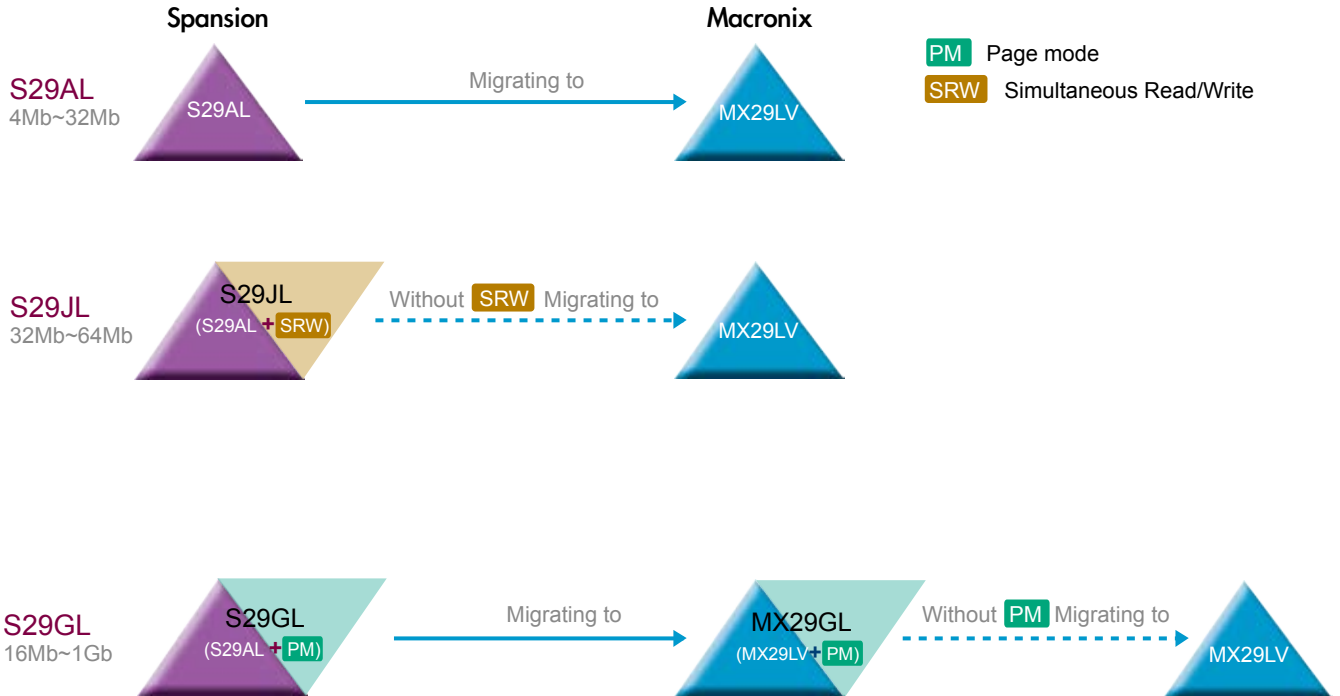 Spansion
Macronix
PM Page mode
SRW Simultaneous Read/Write
S29AL
4Mb~32Mb
S29AL
Migrating to
MX29LV
S29JL
32Mb~64Mb
S29JL
(S29AL + SRW)
Without SRW Migrating to
MX29LV
S29GL
16Mb~1Gb
S29GL
(S29AL + PM)
Migrating to
MX29GL
(MX29LV + PM)
Without PM Migrating to
MX29LV